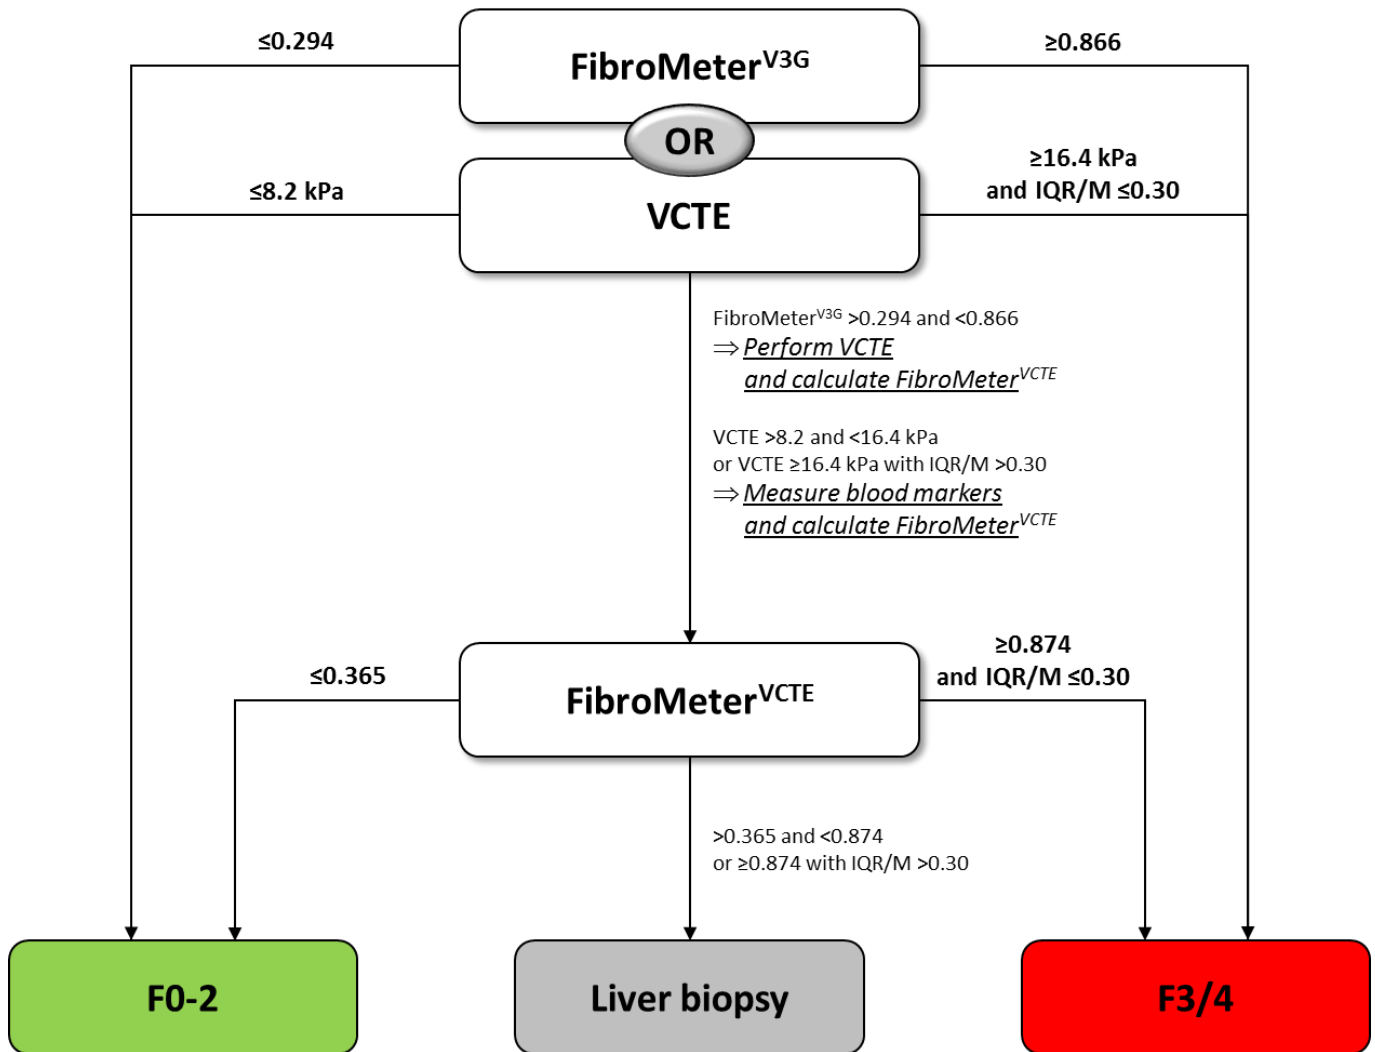 ≤0.294
FibroMeterV3G
≥0.866
OR
≤8.2 kPa
VCTE
≥16.4 kPa
and IQR/M ≤0.30
FibroMeterV3G >0.294 and <0.866
⇒ Perform VCTE
and calculate FibroMeterVCTE
VCTE >8.2 and <16.4 kPa
or VCTE ≥16.4 kPa with IQR/M >0.30
⇒ Measure blood markers
and calculate FibroMeterVCTE
≤0.365
FibroMeterVCTE
≥0.874
and IQR/M ≤0.30
>0.365 and <0.874
or ≥0.874 with IQR/M >0.30
F0-2
Liver biopsy
F3/4